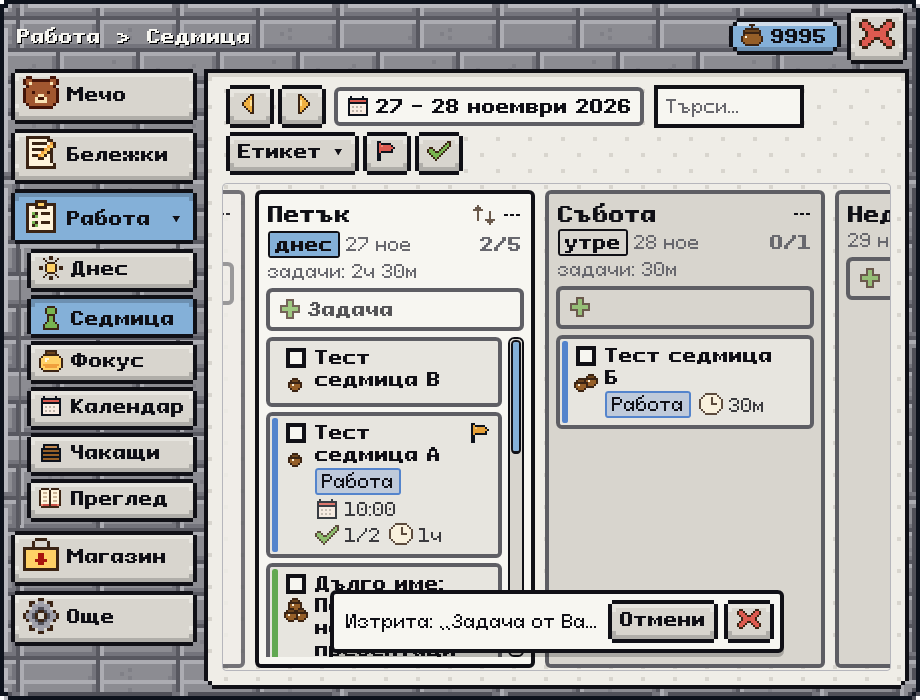 Работа > Седмица
9995
Мечо
Бележки
Работа
Днес
Седмица
Фокус
Календар
Чакащи
Преглед
Магазин
Още
27 – 28 ноември 2026
Търси...
Етикет
Петък
днес 27 ное 2/5
задачи: 2ч 30м
Задача
Тест
седмица В
Тест
седмица А
Работа
10:00
1/2 1ч
Дълго име:
Събота
утре 28 ное 0/1
задачи: 30м
Тест седмица
Б
Работа 30м
29
Изтрита: „Задача от Ва...
Отмени